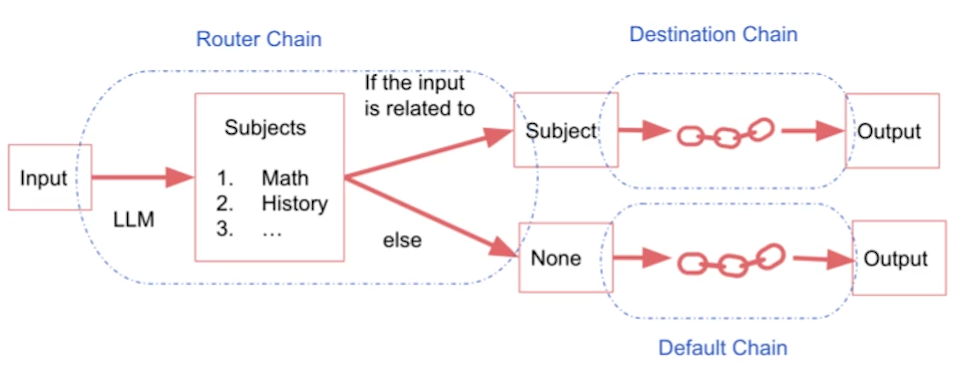 Router Chain
Destination Chain
If the input
is related to
Subjects
Subject
Output
Input
1. Math
2. History
3. ...
LLM
else
None
Output
Default Chain